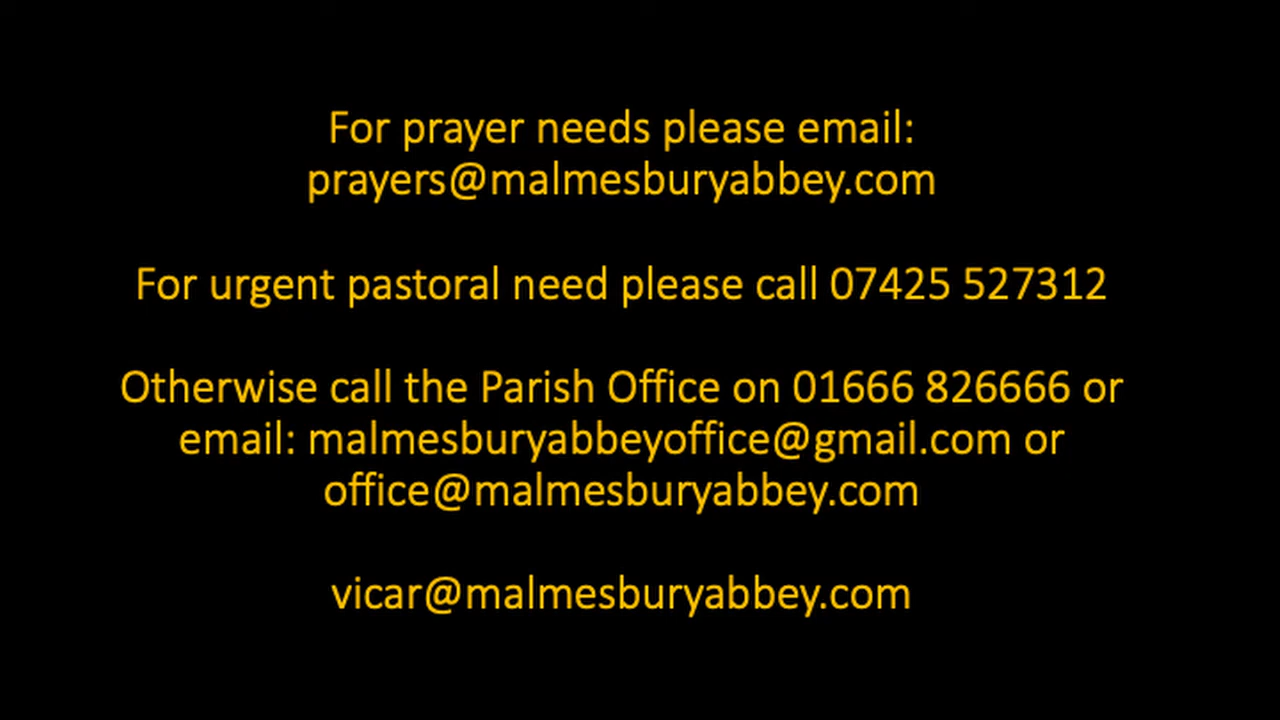 For prayer needs please email:
prayers@malmesburyabbey.com
For urgent pastoral need please call 07425 527312
Otherwise call the Parish Office on 01666 826666 or
email: malmesburyabbeyoffice@gmail.com or
office@malmesburyabbey.com
vicar@malmesburyabbey.com